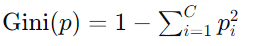 Gini(p) = 1 − ∑_{i=1}^{C} p_i^2